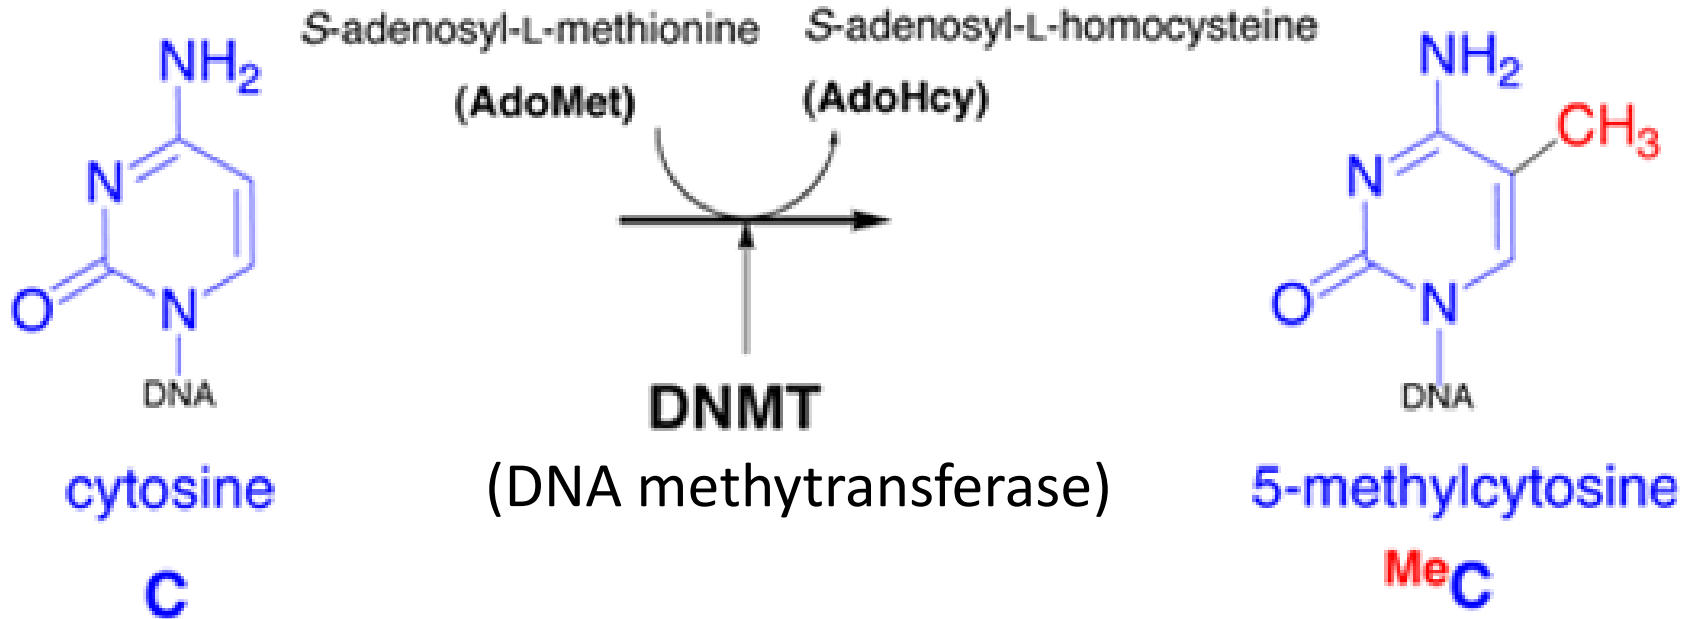 S-adenosyl-L-methionine
(AdoMet)
S-adenosyl-L-homocysteine
(AdoHcy)
NH2
N
O
N
DNA
cytosine
C
DNMT
(DNA methytransferase)
NH2
CH3
N
O
N
DNA
5-methylcytosine
MeC